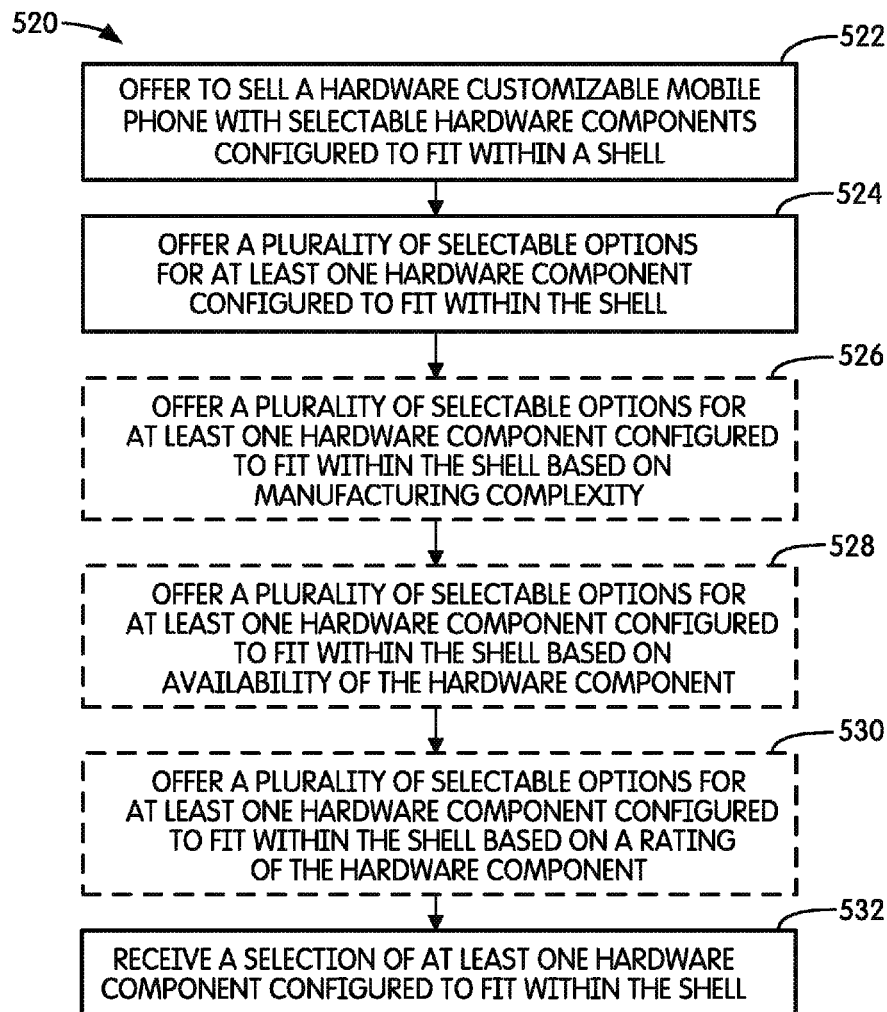 520
522
OFFER TO SELL A HARDWARE CUSTOMIZABLE MOBILE
PHONE WITH SELECTABLE HARDWARE COMPONENTS
CONFIGURED TO FIT WITHIN A SHELL
524
OFFER A PLURALITY OF SELECTABLE OPTIONS
FOR AT LEAST ONE HARDWARE COMPONENT
CONFIGURED TO FIT WITHIN THE SHELL
526
OFFER A PLURALITY OF SELECTABLE OPTIONS FOR
AT LEAST ONE HARDWARE COMPONENT CONFIGURED
TO FIT WITHIN THE SHELL BASED ON
MANUFACTURING COMPLEXITY
528
OFFER A PLURALITY OF SELECTABLE OPTIONS FOR
AT LEAST ONE HARDWARE COMPONENT CONFIGURED
TO FIT WITHIN THE SHELL BASED ON
AVAILABILITY OF THE HARDWARE COMPONENT
530
OFFER A PLURALITY OF SELECTABLE OPTIONS FOR
AT LEAST ONE HARDWARE COMPONENT CONFIGURED
TO FIT WITHIN THE SHELL BASED ON A RATING
OF THE HARDWARE COMPONENT
532
RECEIVE A SELECTION OF AT LEAST ONE HARDWARE
COMPONENT CONFIGURED TO FIT WITHIN THE SHELL